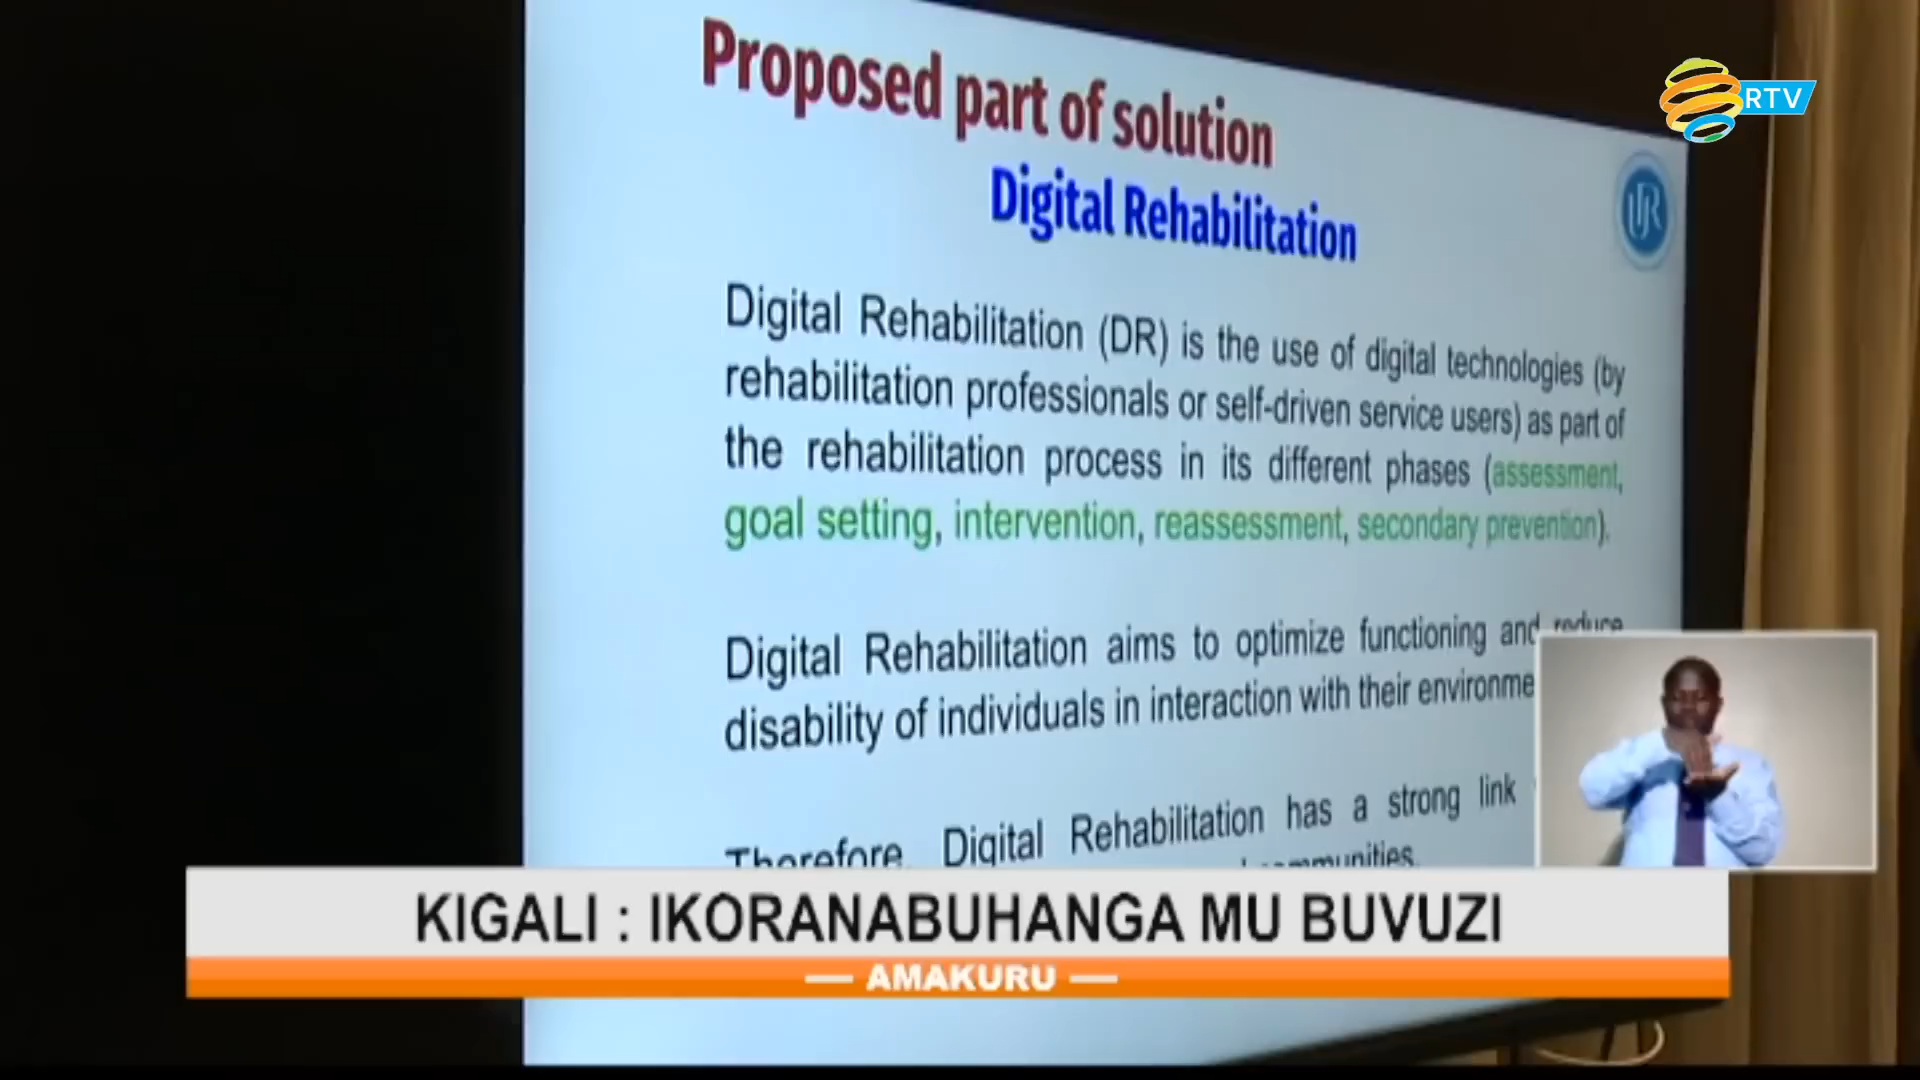 Proposed part of solution
RTV
UR
Digital Rehabilitation
Digital Rehabilitation (DR) is the use of digital technologies (by
rehabilitation professionals or self-driven service users) as part of
the rehabilitation process in its different phases (assessment,
goal setting, intervention, reassessment, secondary prevention).
Digital Rehabilitation aims to optimize functioning and reduce
disability of individuals in interaction with their
Therefore, Digital Rehabilitation has a strong link
KIGALI : IKORANABUHANGA MU BUVUZI
— AMAKURU —